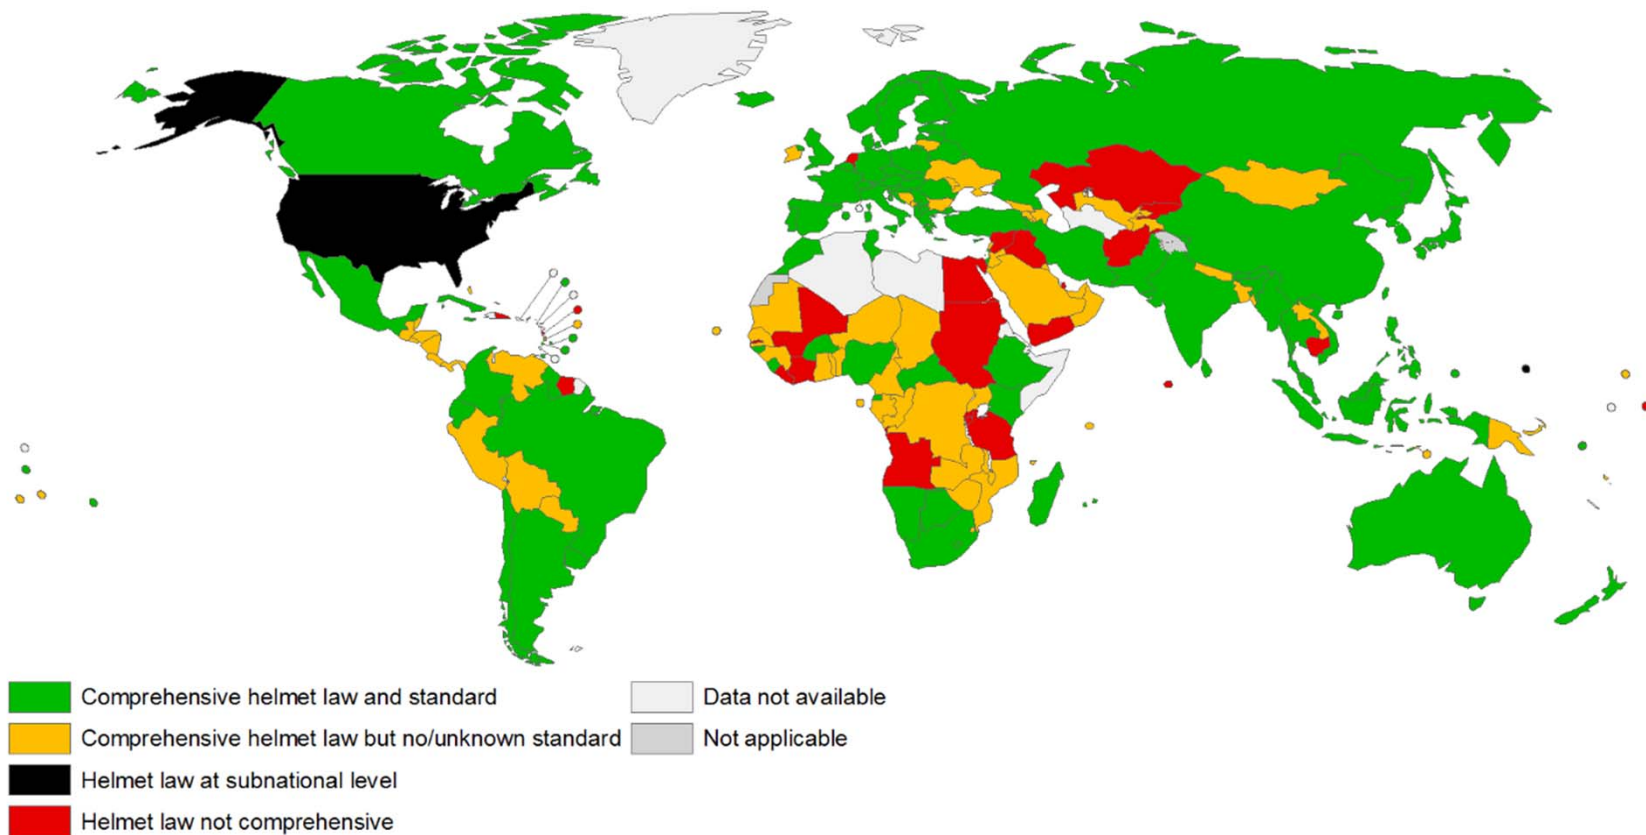 Comprehensive helmet law and standard
Comprehensive helmet law but no/unknown standard
Helmet law at subnational level
Helmet law not comprehensive
Data not available
Not applicable